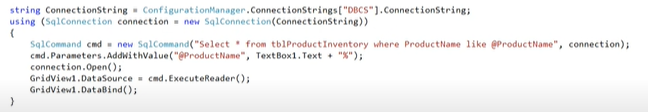 string ConnectionString = ConfigurationManager.ConnectionStrings["DBCS"].ConnectionString;
using (SqlConnection connection = new SqlConnection(ConnectionString))
{
    SqlCommand cmd = new SqlCommand("Select * from tblProductInventory where ProductName like @ProductName", connection);
    cmd.Parameters.AddWithValue("@ProductName", TextBox1.Text + "%");
    connection.Open();
    GridView1.DataSource = cmd.ExecuteReader();
    GridView1.DataBind();
}